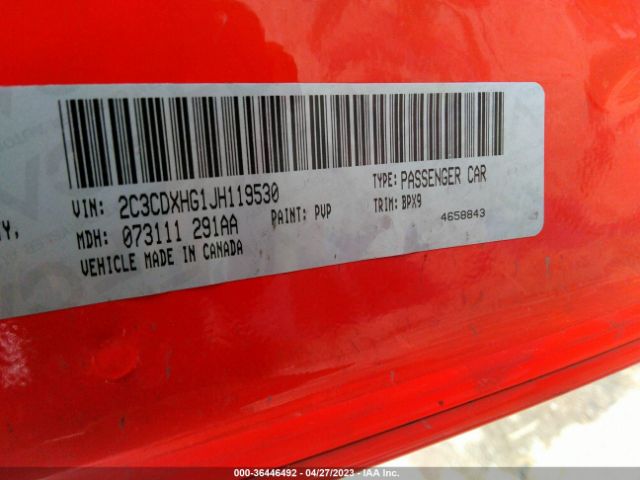 VIN: 2C3CDXHG1JH119530
TYPE: PASSENGER CAR
Y,
MDH: 073111 291AA
PAINT: PVP
TRIM: BPX9
4658843
VEHICLE MADE IN CANADA
000-36446492 - 04/27/2023 - IAA Inc.